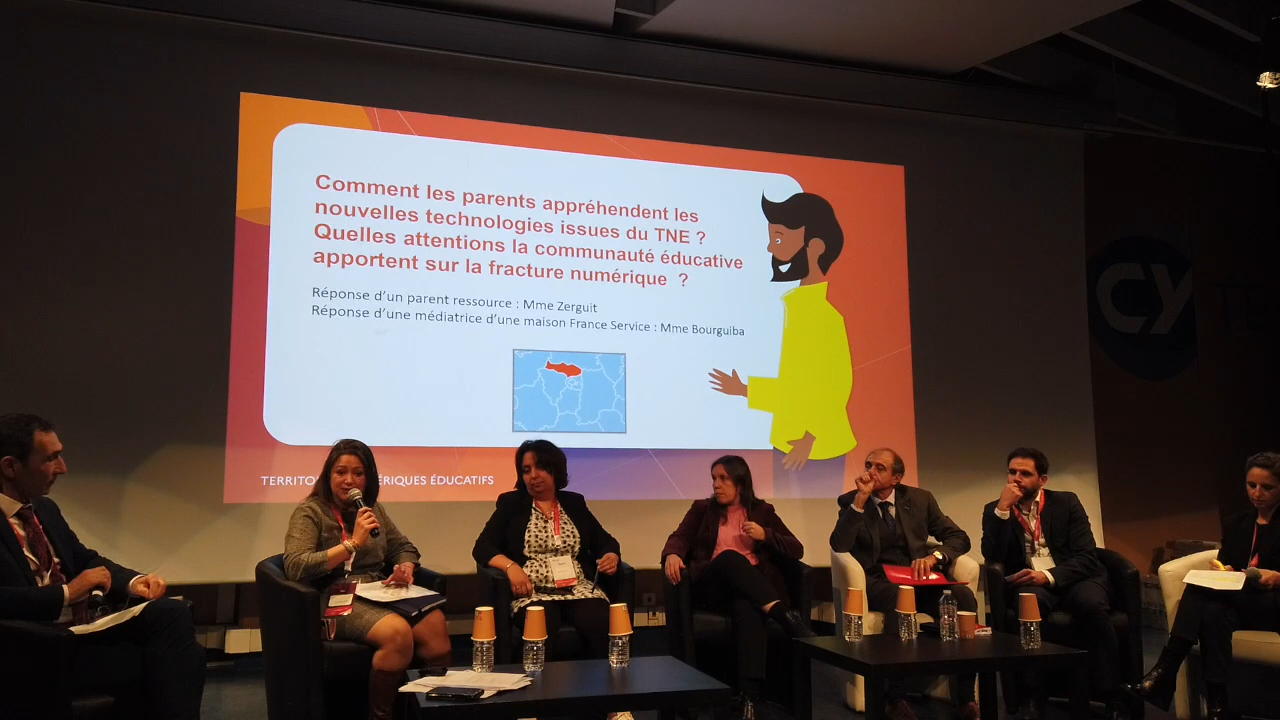 Comment les parents appréhendent les
nouvelles technologies issues du TNE ?
Quelles attentions la communauté éducative
apportent sur la fracture numérique ?
Réponse d'un parent ressource : Mme Zerguit
Réponse d'une médiatrice d'une maison France Service : Mme Bourguiba
TERRITO ÉRIQUES ÉDUCATIFS
CY